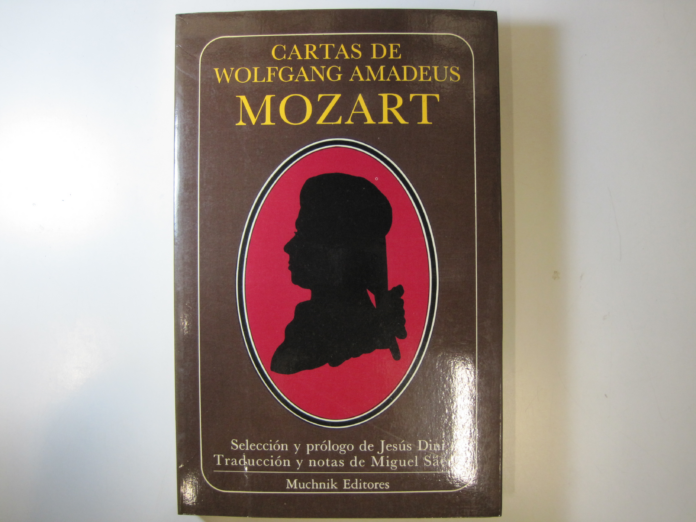 CARTAS DE
WOLFGANG AMADEUS
MOZART
Selección y prólogo de Jesús
Traducción y notas de Miguel
Muchnik Editores